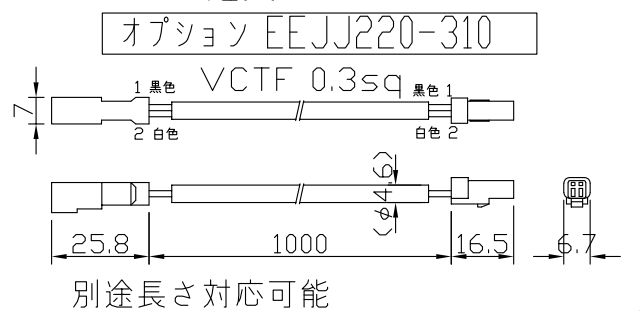 オプション EEJJ220-310
VCTF 0.3sq
1 黒色
黒色 1
7
2 白色
白色 2
(φ4.6)
25.8
1000
16.5
6.7
別途長さ対応可能